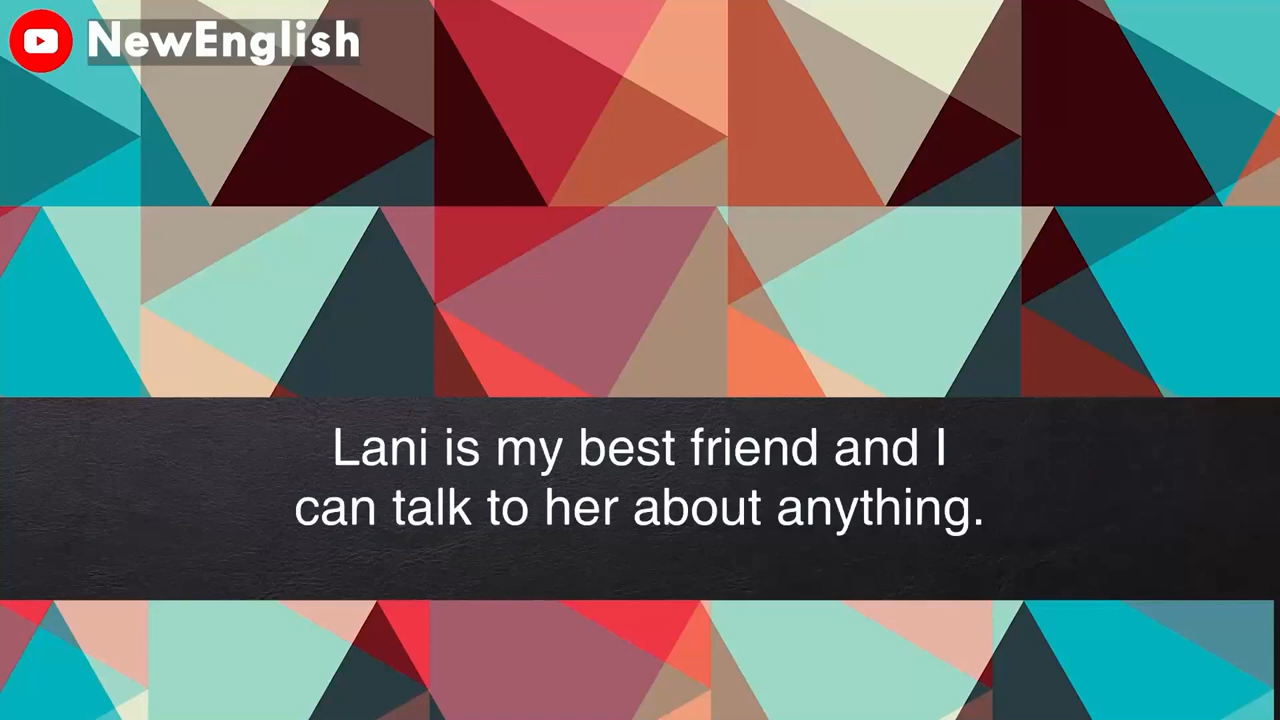 NewEnglish
Lani is my best friend and I
can talk to her about anything.